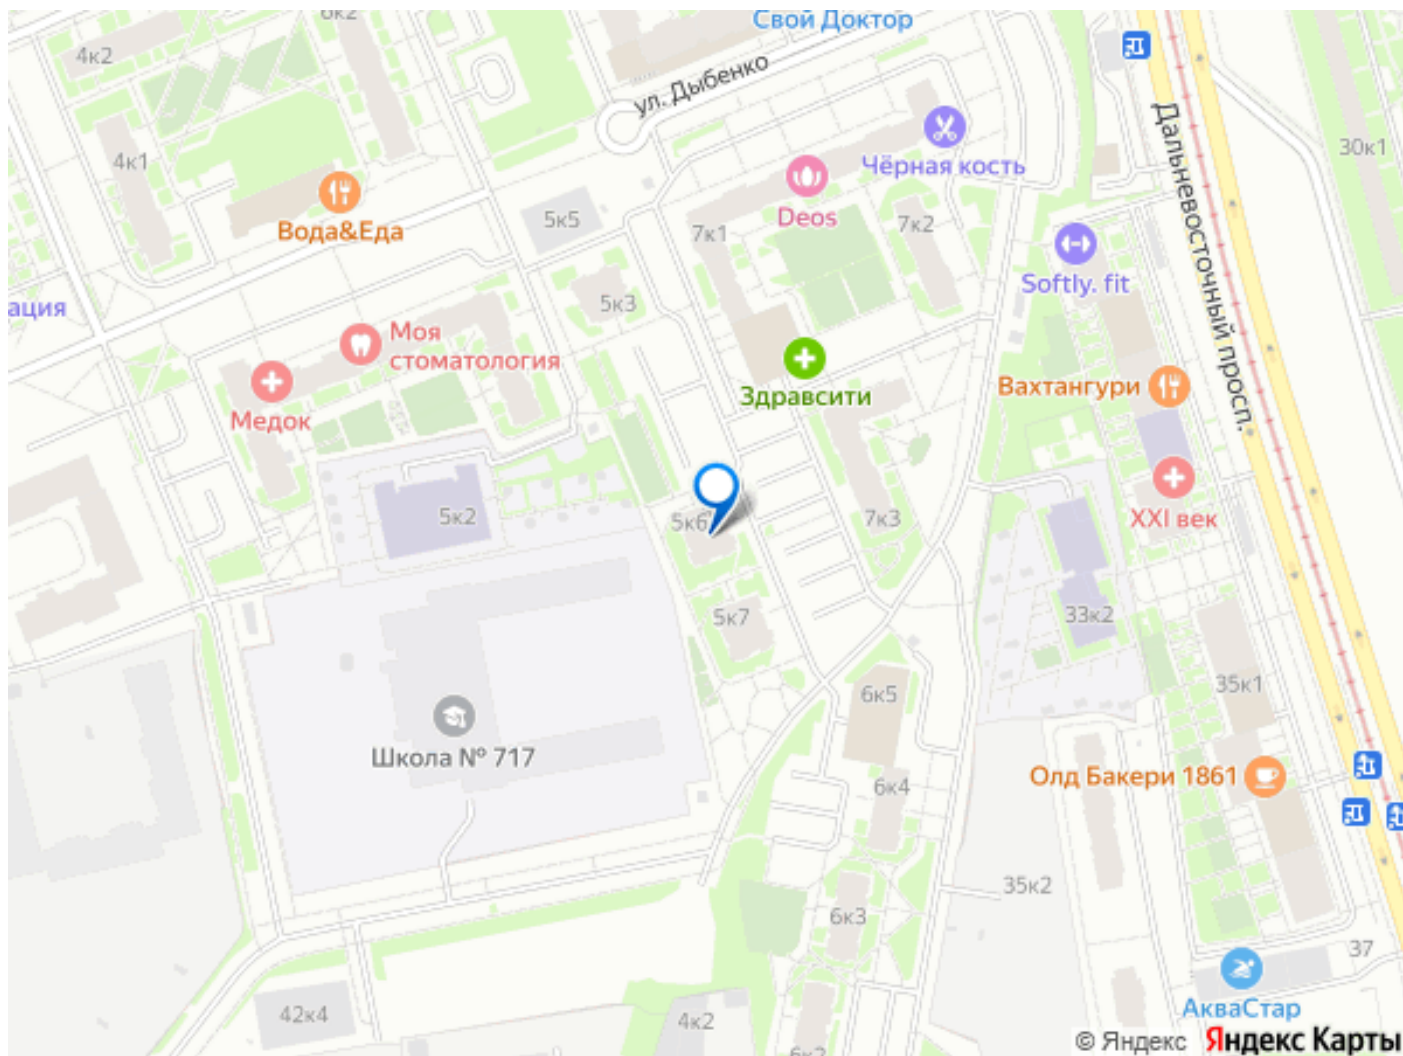 6к2
Свой Доктор
4к2
ул. Дыбенко
Дальневосточный просп.
4к1
30к1
Чёрная кость
Вода&Еда
5к5
Deos
7к1
7к2
Softly. fit
ация
5к3
Моя
стоматология
Здравсити
Вахтангури
Медок
5к2
5к6
7к3
XXI век
5к7
33к2
6к5
35к1
Школа № 717
6к4
Олд Бакери 1861
35к2
6к3
37
42к4
4к2
АкваСтар
6к2
© Яндекс Яндекс Карты